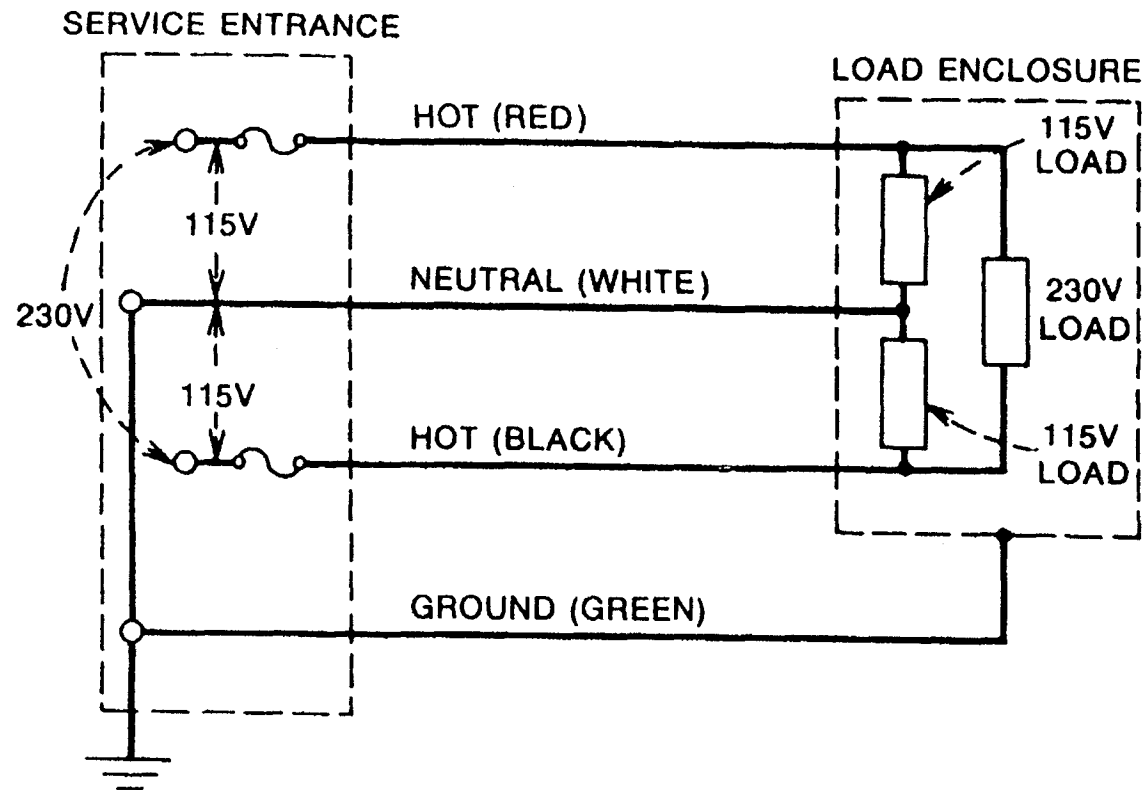 SERVICE ENTRANCE
LOAD ENCLOSURE
HOT (RED)
115V
LOAD
115V
NEUTRAL (WHITE)
230V
230V
LOAD
115V
HOT (BLACK)
115V
LOAD
GROUND (GREEN)